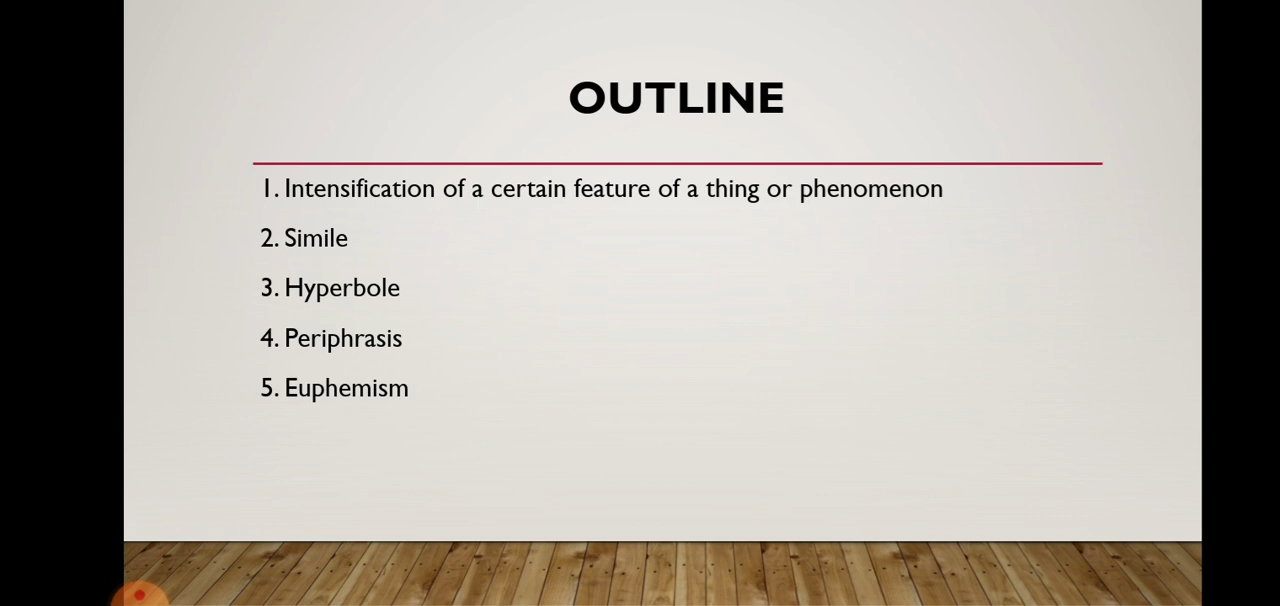 OUTLINE
1. Intensification of a certain feature of a thing or phenomenon
2. Simile
3. Hyperbole
4. Periphrasis
5. Euphemism